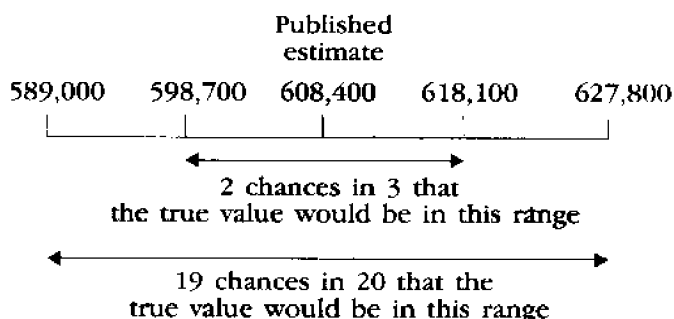 Published
estimate
589,000 598,700 608,400 618,100 627,800
2 chances in 3 that
the true value would be in this range
19 chances in 20 that the
true value would be in this range